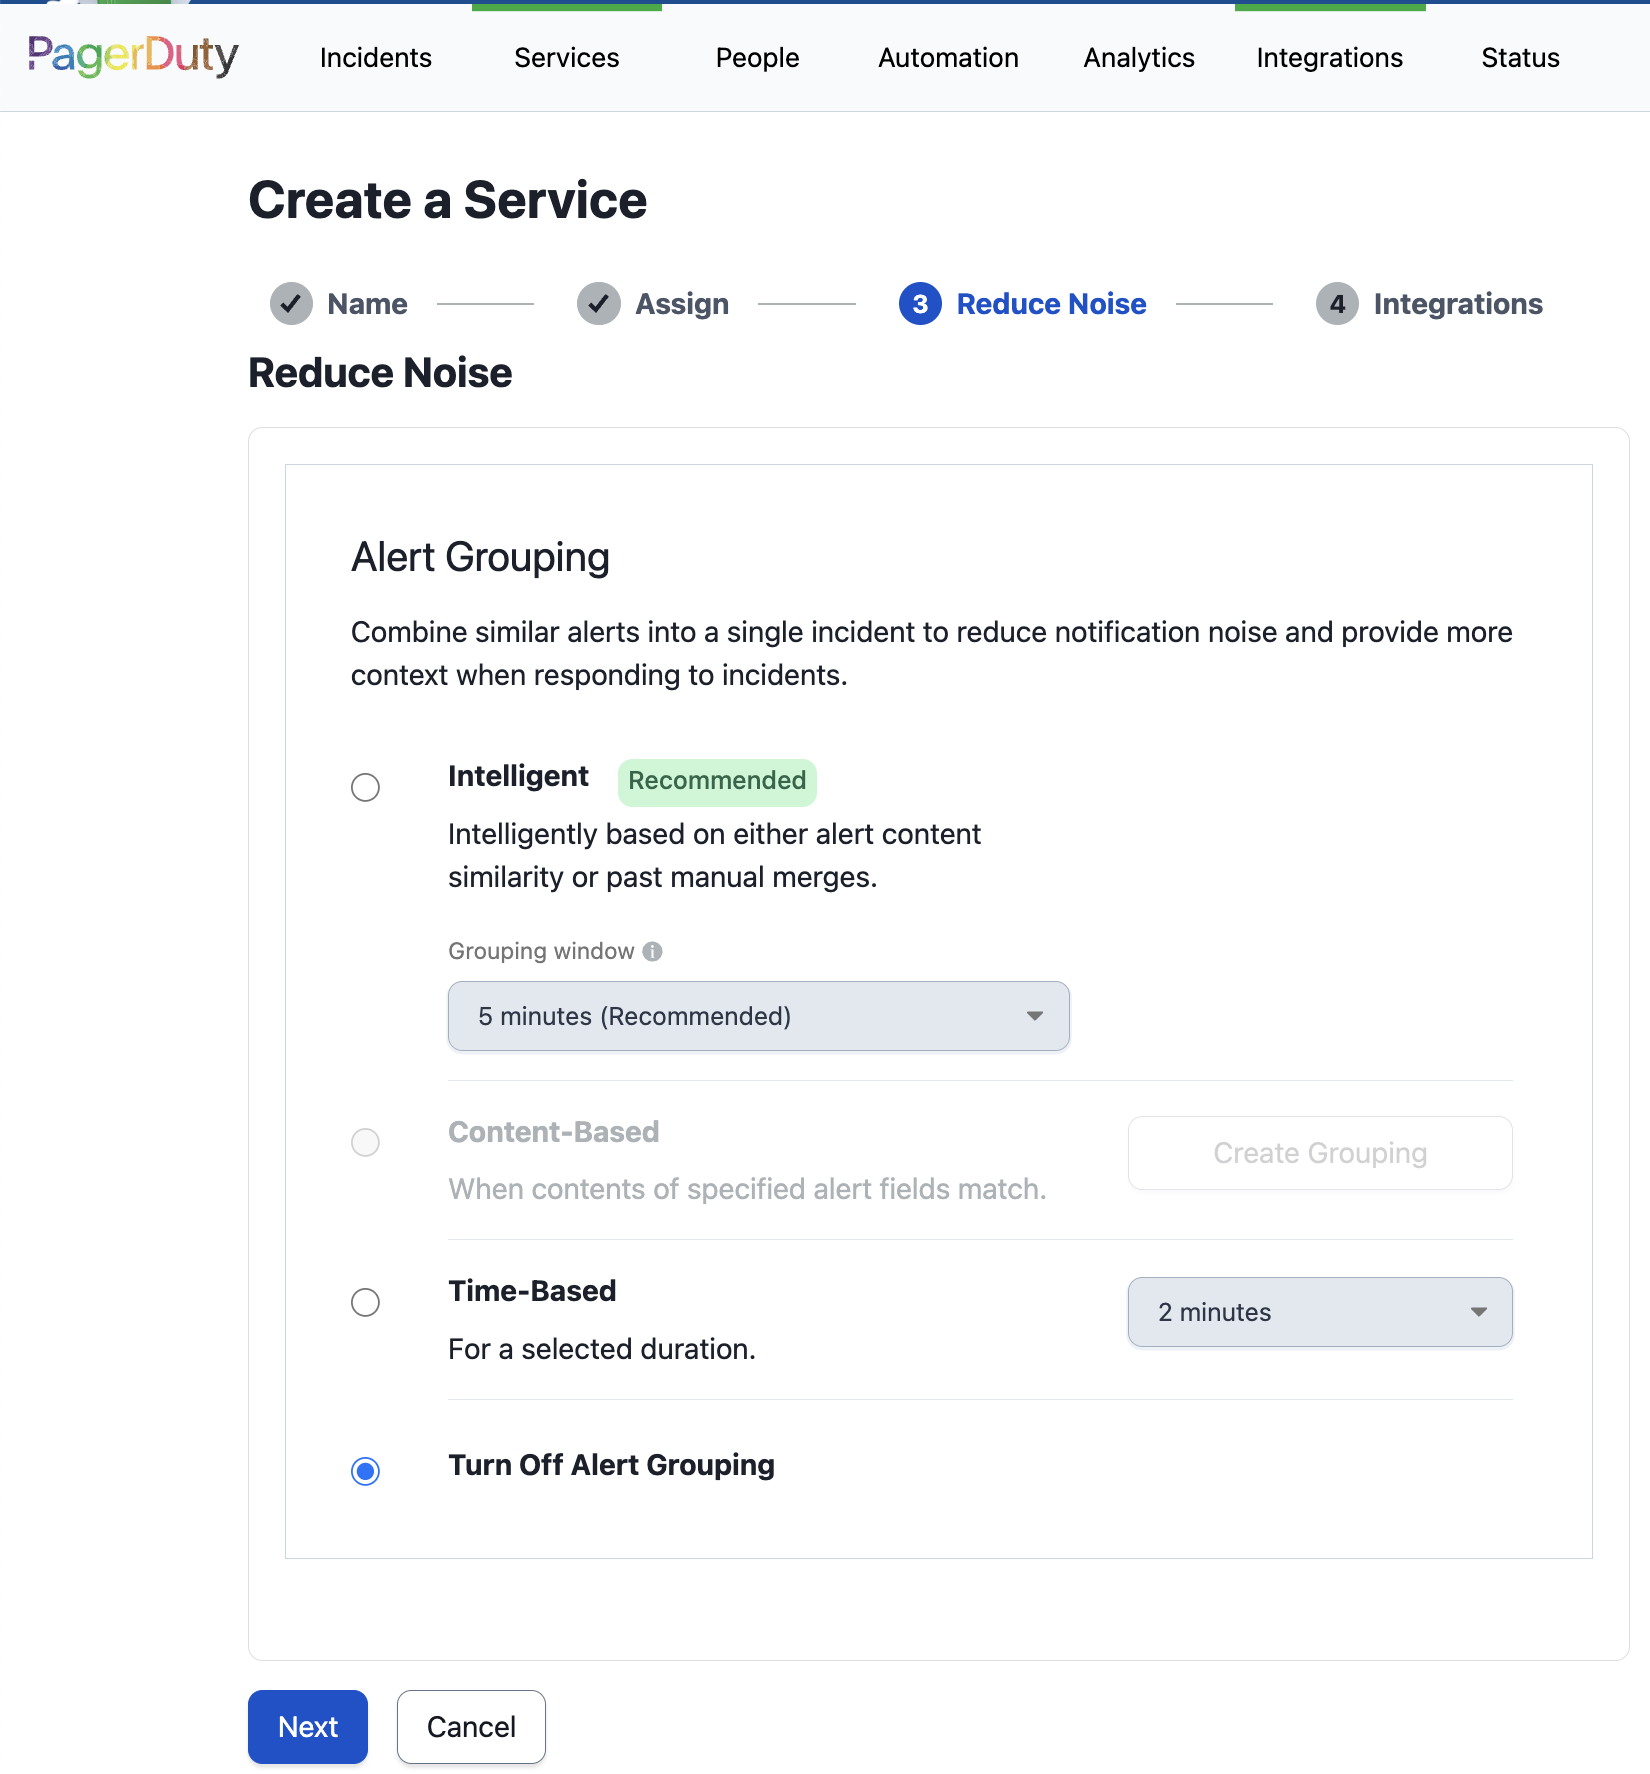 PagerDuty
Incidents Services People Automation Analytics Integrations Status
Create a Service
Name Assign 3 Reduce Noise 4 Integrations
Reduce Noise
Alert Grouping
Combine similar alerts into a single incident to reduce notification noise and provide more
context when responding to incidents.
Intelligent Recommended
Intelligently based on either alert content
similarity or past manual merges.
Grouping window
5 minutes (Recommended)
Content-Based
Create Grouping
When contents of specified alert fields match.
Time-Based
2 minutes
For a selected duration.
Turn Off Alert Grouping
Next Cancel